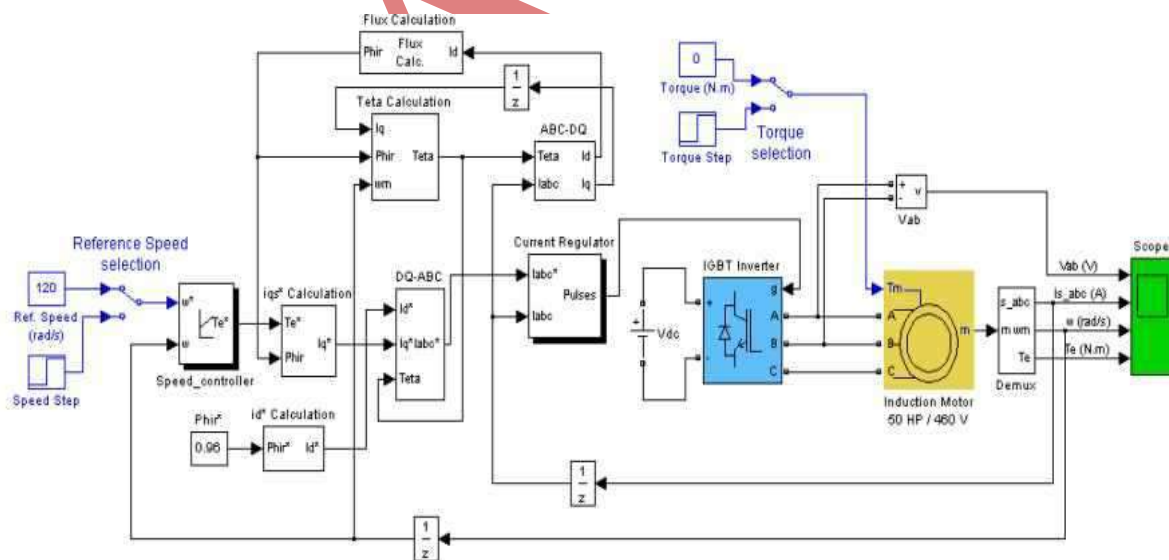 Flux Calculation
Phir
Flux
Calc.
Id
1
z
Teta Calculation
Iq
Phir
wm
Teta
ABC-DQ
Teta
Iabc
Id
Iq
0
Torque (N.m)
Torque Step
Torque
selection
+
-
v
Vab
Reference Speed
selection
120
Ref. Speed
(rad/s)
Speed Step
w*
w
Te*
Speed_controller
iqs* Calculation
Te*
Phir
Iq*
DQ-ABC
Id*
Iq*
Iabc*
Teta
Current Regulator
Iabc*
Iabc
Pulses
+
Vdc
IGBT Inverter
g
+
-
A
B
C
Tm
A
B
C
m
Induction Motor
50 HP / 460 V
m
is_abc
wm
Te
Demux
Scope
Vab (V)
Is_abc (A)
w (rad/s)
Te (N.m)
Phir*
0.96
id* Calculation
Phir*
Id*
1
z
1
z